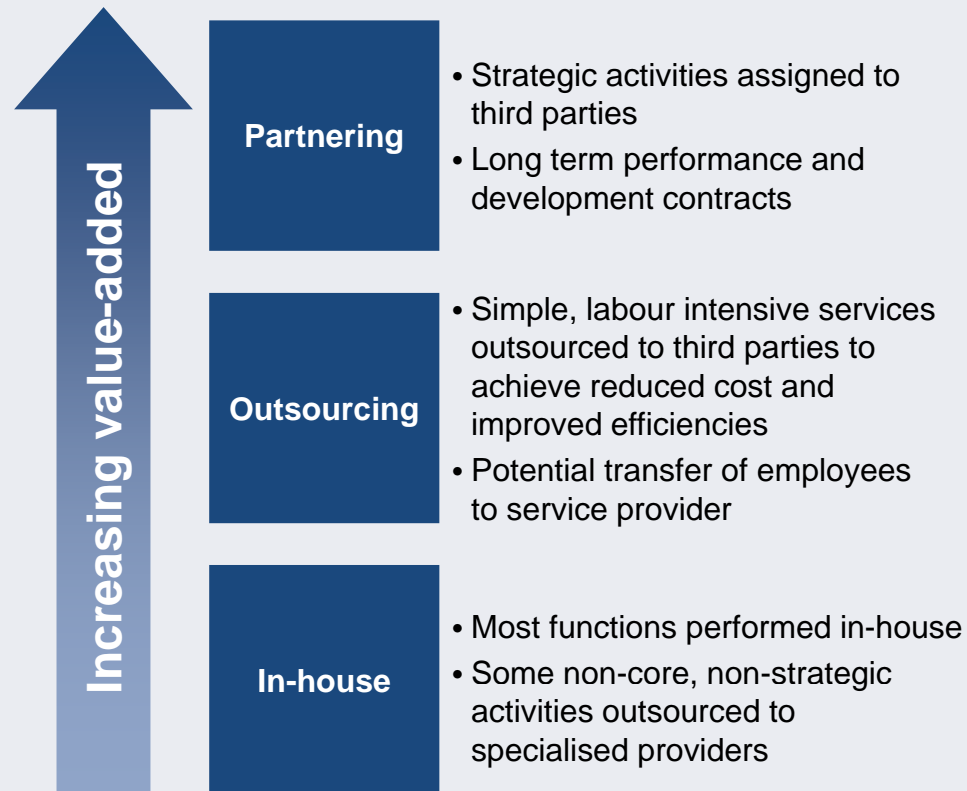 Increasing value-added
Partnering
• Strategic activities assigned to
third parties
• Long term performance and
development contracts
Outsourcing
• Simple, labour intensive services
outsourced to third parties to
achieve reduced cost and
improved efficiencies
• Potential transfer of employees
to service provider
In-house
• Most functions performed in-house
• Some non-core, non-strategic
activities outsourced to
specialised providers